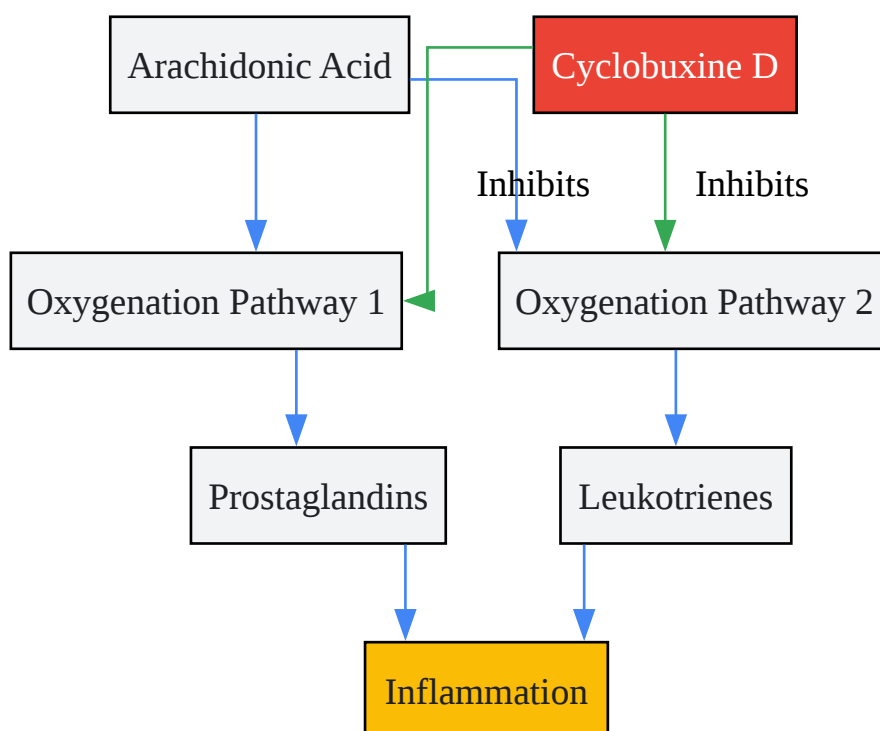 Arachidonic Acid
Cyclobuxine D
Inhibits
Inhibits
Oxygenation Pathway 1
Oxygenation Pathway 2
Prostaglandins
Leukotrienes
Inflammation